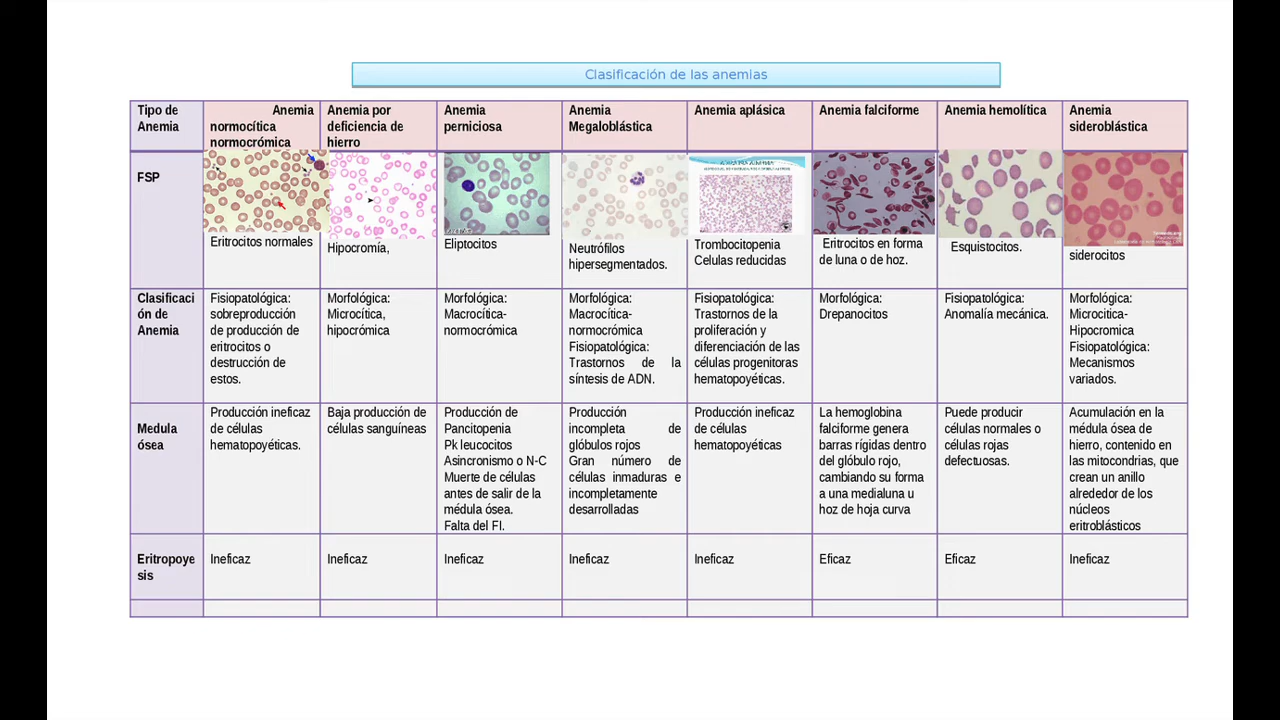 Clasificación de las anemias
Tipo de
Anemia
Anemia
normocítica
normocrómica
Anemia por
deficiencia de
hierro
Anemia
perniciosa
Anemia
Megaloblástica
Anemia aplásica
Anemia falciforme
Anemia hemolítica
Anemia
sideroblástica
FSP
Eritrocitos normales
Hipocromía,
Eliptocitos
Neutrófilos
hipersegmentados.
Trombocitopenia
Celulas reducidas
Eritrocitos en forma
de luna o de hoz.
Esquistocitos.
siderocitos
Clasificaci
ón de
Anemia
Fisiopatológica:
sobreproducción
de producción de
eritrocitos o
destrucción de
estos.
Morfológica:
Microcítica,
hipocrómica
Morfológica:
Macrocítica-
normocrómica
Morfológica:
Macrocítica-
normocrómica
Fisiopatológica:
Trastornos de la
síntesis de ADN.
Fisiopatológica:
Trastornos de la
proliferación y
diferenciación de las
células progenitoras
hematopoyéticas.
Morfológica:
Drepanocitos
Fisiopatológica:
Anomalía mecánica.
Morfológica:
Microcitica-
Hipocromica
Fisiopatológica:
Mecanismos
variados.
Medula
ósea
Producción ineficaz
de células
hematopoyéticas.
Baja producción de
células sanguíneas
Producción de
Pancitopenia
Pk leucocitos
Asincronismo o N-C
Muerte de células
antes de salir de la
médula ósea.
Falta del FI.
Producción
incompleta de
glóbulos rojos
Gran número de
células inmaduras e
incompletamente
desarrolladas
Producción ineficaz
de células
hematopoyéticas
La hemoglobina
falciforme genera
barras rígidas dentro
del glóbulo rojo,
cambiando su forma
a una medialuna u
hoz de hoja curva
Puede producir
células normales o
células rojas
defectuosas.
Acumulación en la
médula ósea de
hierro, contenido en
las mitocondrias, que
crean un anillo
alrededor de los
núcleos
eritroblásticos
Eritropoye
sis
Ineficaz
Ineficaz
Ineficaz
Ineficaz
Ineficaz
Eficaz
Eficaz
Ineficaz